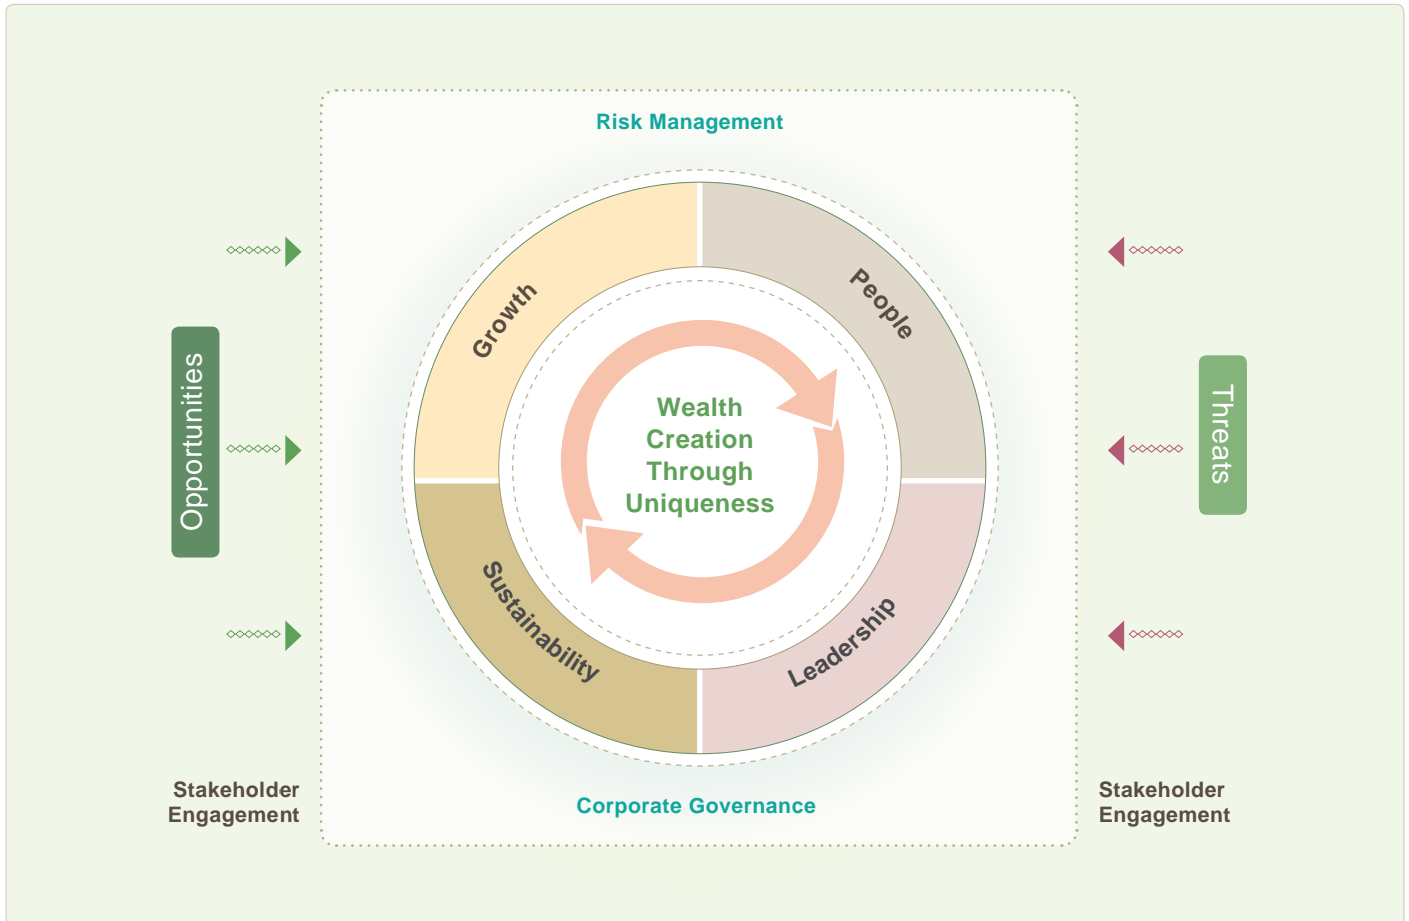 Risk Management
Growth
People
Opportunities
Threats
Wealth
Creation
Through
Uniqueness
Sustainability
Leadership
Stakeholder
Engagement
Corporate Governance
Stakeholder
Engagement